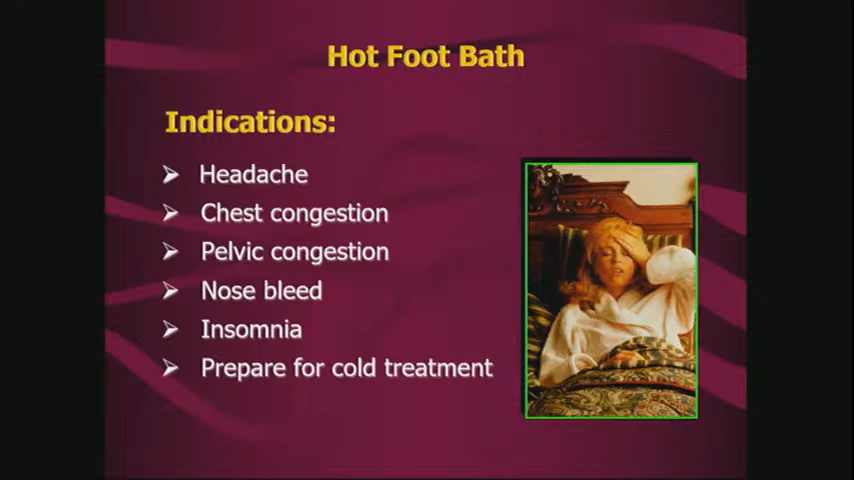 Hot Foot Bath
Indications:
Headache
Chest congestion
Pelvic congestion
Nose bleed
Insomnia
Prepare for cold treatment